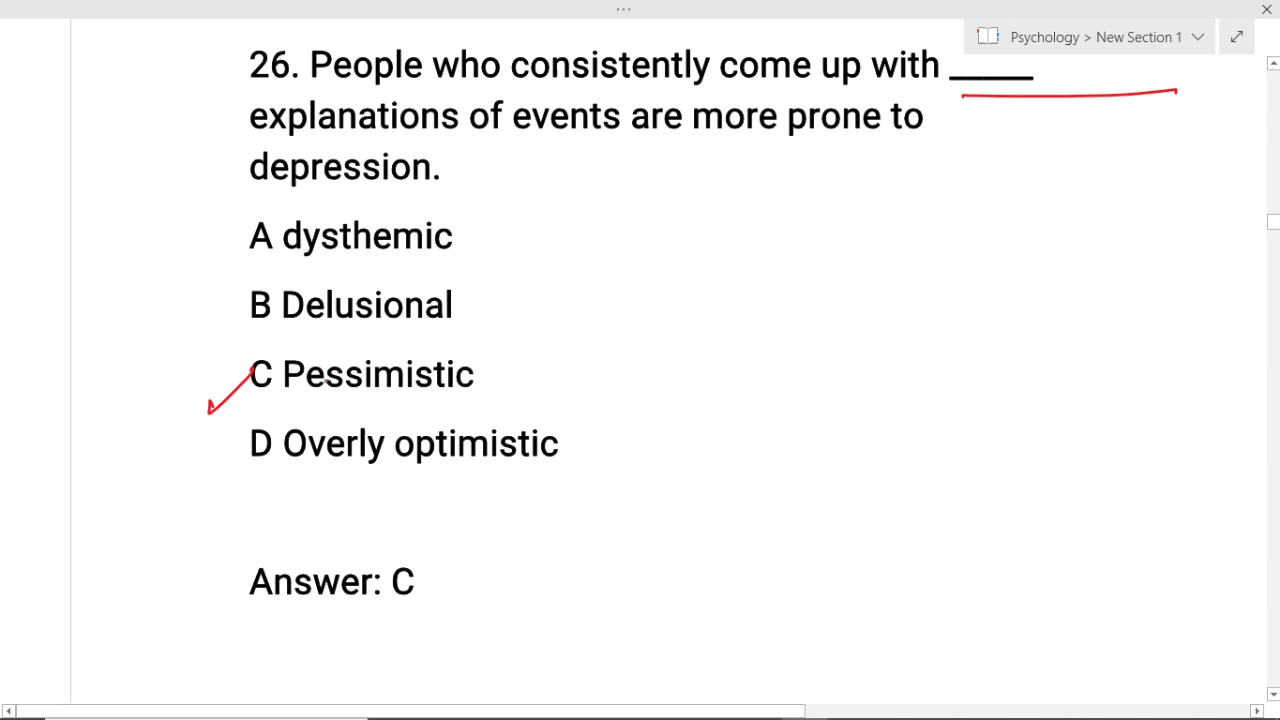 Psychology > New Section 1
26. People who consistently come up with _____
explanations of events are more prone to
depression.
A dysthemic
B Delusional
C Pessimistic
D Overly optimistic
Answer: C